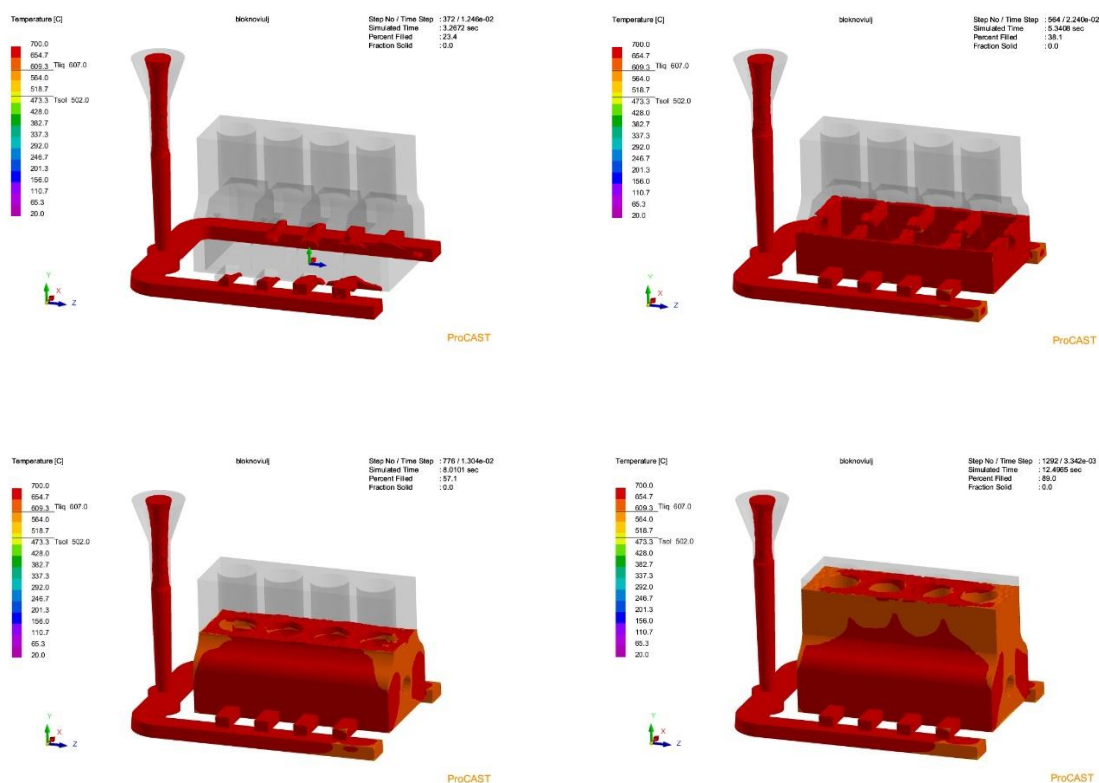 Temperature [C]
bloknoviulj
Step No / Time Step : 372 / 1.246e-02
Simulated Time : 3.2672 sec
Percent Filled : 23.4
Fraction Solid : 0.0
700.0
654.7
609.3 Tliq 607.0
564.0
518.7
473.3 Tsol 502.0
428.0
382.7
337.3
292.0
246.7
201.3
156.0
110.7
65.3
20.0
Y
X
Z
ProCAST
Temperature [C]
bloknoviulj
Step No / Time Step : 564 / 2.240e-02
Simulated Time : 5.3408 sec
Percent Filled : 38.1
Fraction Solid : 0.0
700.0
654.7
609.3 Tliq 607.0
564.0
518.7
473.3 Tsol 502.0
428.0
382.7
337.3
292.0
246.7
201.3
156.0
110.7
65.3
20.0
Y
X
Z
ProCAST
Temperature [C]
bloknoviulj
Step No / Time Step : 776 / 1.304e-02
Simulated Time : 8.0101 sec
Percent Filled : 57.1
Fraction Solid : 0.0
700.0
654.7
609.3 Tliq 607.0
564.0
518.7
473.3 Tsol 502.0
428.0
382.7
337.3
292.0
246.7
201.3
156.0
110.7
65.3
20.0
Y
X
Z
ProCAST
Temperature [C]
bloknoviulj
Step No / Time Step : 1292 / 3.342e-03
Simulated Time : 12.4965 sec
Percent Filled : 89.0
Fraction Solid : 0.0
700.0
654.7
609.3 Tliq 607.0
564.0
518.7
473.3 Tsol 502.0
428.0
382.7
337.3
292.0
246.7
201.3
156.0
110.7
65.3
20.0
Y
X
Z
ProCAST